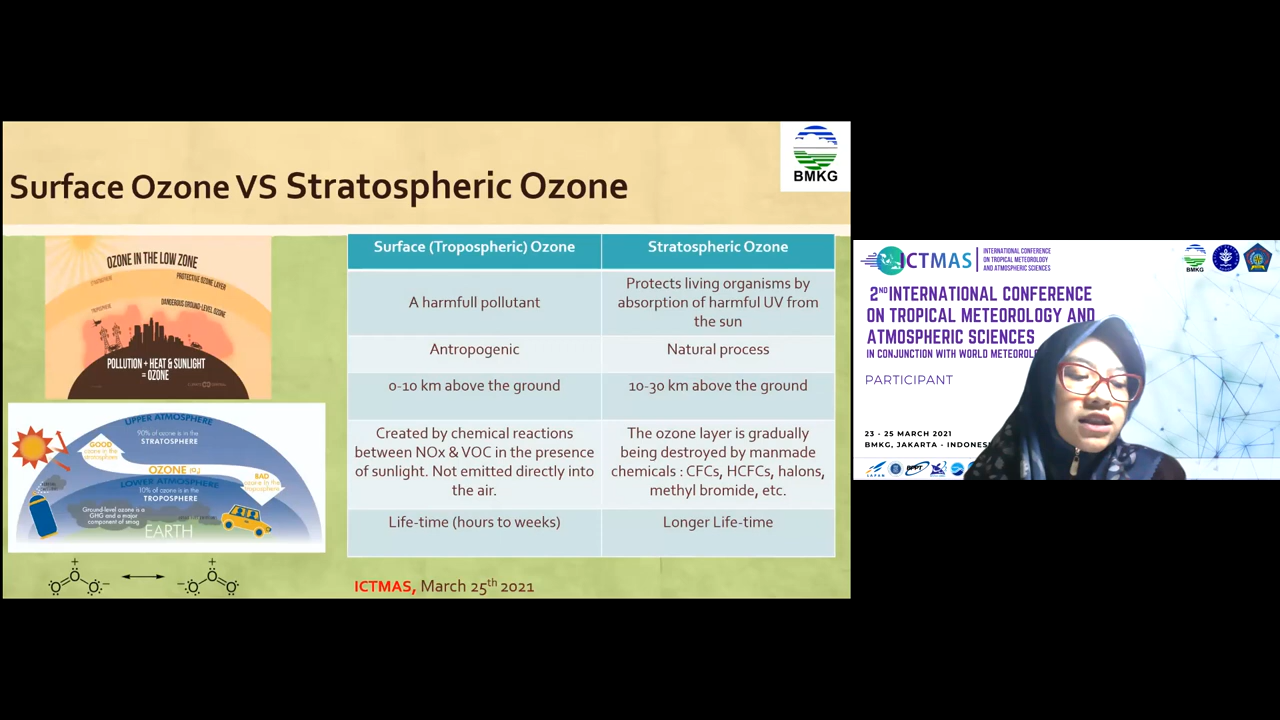 Surface Ozone VS Stratospheric Ozone
BMKG
OZONE IN THE LOW ZONE
PROTECTIVE OZONE LAYER
DANGEROUS GROUND-LEVEL OZONE
POLLUTION + HEAT & SUNLIGHT
= OZONE
UPPER ATMOSPHERE
90% of ozone is in the
STRATOSPHERE
GOOD
ozone in the
stratosphere
OZONE (O3)
BAD
ozone in the
troposphere
LOWER ATMOSPHERE
10% of ozone is in the
TROPOSPHERE
Ground-level ozone is a
GHG and a major
component of smog
EARTH
Surface (Tropospheric) Ozone
Stratospheric Ozone
A harmfull pollutant
Protects living organisms by
absorption of harmful UV from
the sun
Antropogenic
Natural process
0-10 km above the ground
10-30 km above the ground
Created by chemical reactions
between NOx & VOC in the presence
of sunlight. Not emitted directly into
the air.
The ozone layer is gradually
being destroyed by manmade
chemicals : CFCs, HCFCs, halons,
methyl bromide, etc.
Life-time (hours to weeks)
Longer Life-time
ICTMAS, March 25th 2021
ICTMAS
INTERNATIONAL CONFERENCE
ON TROPICAL METEOROLOGY
AND ATMOSPHERIC SCIENCES
BMKG
2ND INTERNATIONAL CONFERENCE
ON TROPICAL METEOROLOGY AND
ATMOSPHERIC SCIENCES
IN CONJUNCTION WITH WORLD METEOROL
PARTICIPANT
23 - 25 MARCH 2021
BMKG, JAKARTA - INDONES
LAPAN
BPPT